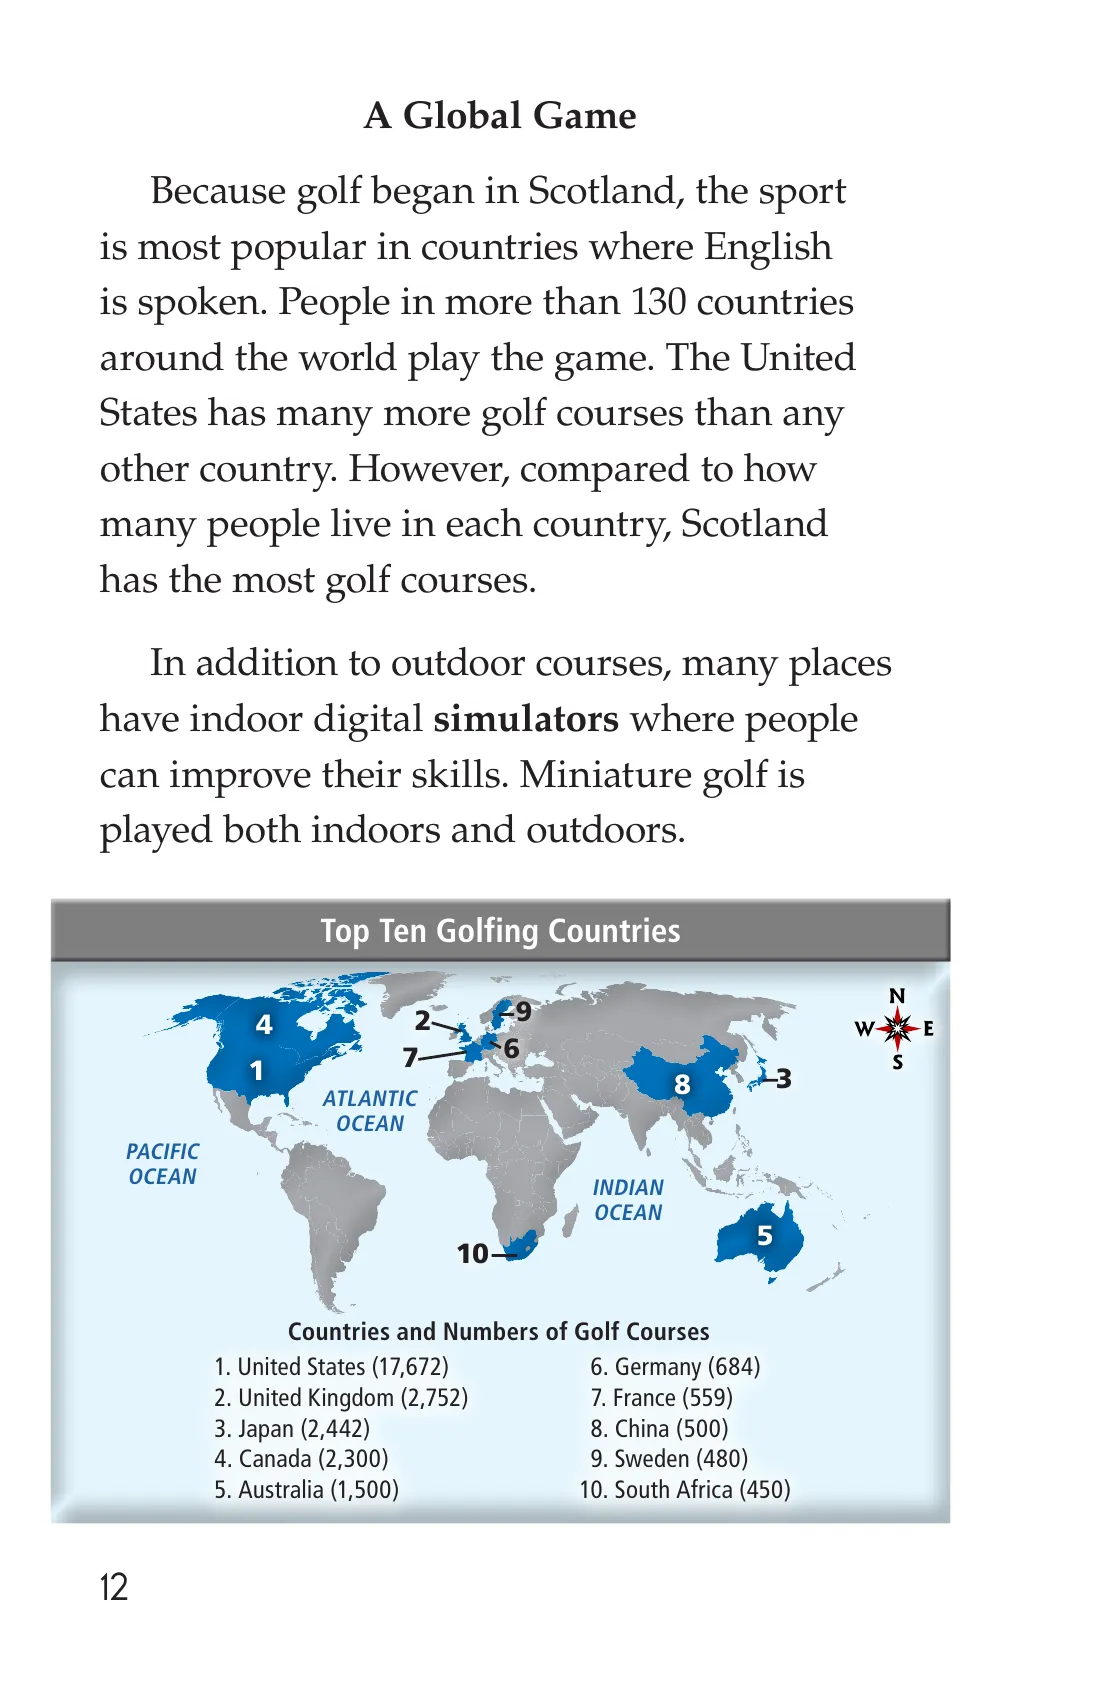 A Global Game
Because golf began in Scotland, the sport
is most popular in countries where English
is spoken. People in more than 130 countries
around the world play the game. The United
States has many more golf courses than any
other country. However, compared to how
many people live in each country, Scotland
has the most golf courses.
In addition to outdoor courses, many places
have indoor digital simulators where people
can improve their skills. Miniature golf is
played both indoors and outdoors.
Top Ten Golfing Countries
N
W E
S
4
1
2
7
9
6
8
3
5
10
ATLANTIC
OCEAN
PACIFIC
OCEAN
INDIAN
OCEAN
Countries and Numbers of Golf Courses
1. United States (17,672)
2. United Kingdom (2,752)
3. Japan (2,442)
4. Canada (2,300)
5. Australia (1,500)
6. Germany (684)
7. France (559)
8. China (500)
9. Sweden (480)
10. South Africa (450)
12